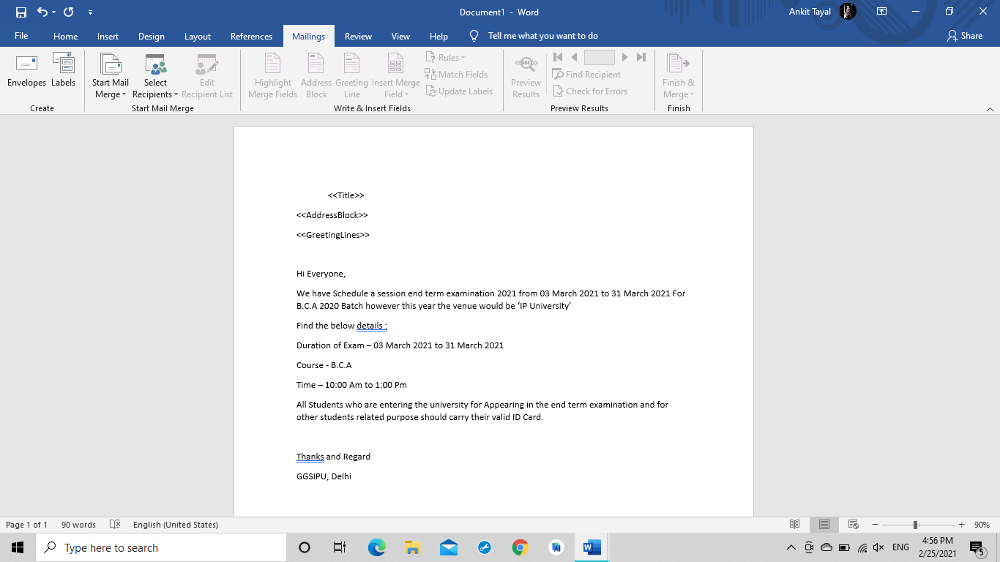 Document1 - Word
Ankit Tayal
File Home Insert Design Layout References Mailings Review View Help Tell me what you want to do Share
Envelopes Labels
Create
Start Mail Merge Select Recipients Edit Recipient List
Start Mail Merge
Highlight Merge Fields Address Block Greeting Line Insert Merge Field
Rules
Match Fields
Update Labels
Write & Insert Fields
ABC
Preview Results
Find Recipient
Check for Errors
Preview Results
Finish & Merge
Finish
<<Title>>
<<AddressBlock>>
<<GreetingLines>>
Hi Everyone,
We have Schedule a session end term examination 2021 from 03 March 2021 to 31 March 2021 For
B.C.A 2020 Batch however this year the venue would be ‘IP University’
Find the below details :
Duration of Exam – 03 March 2021 to 31 March 2021
Course - B.C.A
Time – 10:00 Am to 1:00 Pm
All Students who are entering the university for Appearing in the end term examination and for
other students related purpose should carry their valid ID Card.
Thanks and Regard
GGSIPU, Delhi
Page 1 of 1 90 words English (United States) 90%
Type here to search
ENG
4:56 PM
2/25/2021
5